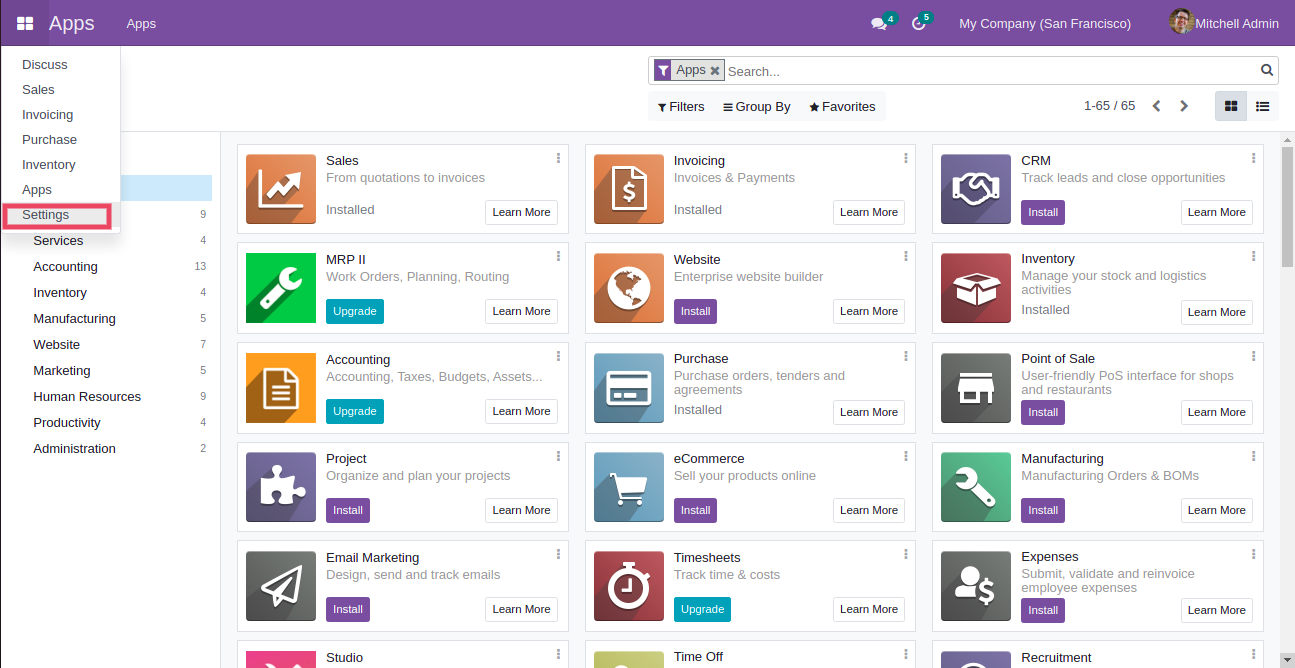 Apps
Apps
4
5
My Company (San Francisco)
Mitchell Admin
Discuss
Sales
Invoicing
Purchase
Inventory
Apps
Settings
Apps
Search...
Filters
Group By
Favorites
1-65 / 65
9
Services 4
Accounting 13
Inventory 4
Manufacturing 5
Website 7
Marketing 5
Human Resources 9
Productivity 4
Administration 2
Sales
From quotations to invoices
Installed
Learn More
Invoicing
Invoices & Payments
Installed
Learn More
CRM
Track leads and close opportunities
Install
Learn More
MRP II
Work Orders, Planning, Routing
Upgrade
Learn More
Website
Enterprise website builder
Install
Learn More
Inventory
Manage your stock and logistics
activities
Installed
Learn More
Accounting
Accounting, Taxes, Budgets, Assets...
Upgrade
Learn More
Purchase
Purchase orders, tenders and
agreements
Installed
Learn More
Point of Sale
User-friendly PoS interface for shops
and restaurants
Install
Learn More
Project
Organize and plan your projects
Install
Learn More
eCommerce
Sell your products online
Install
Learn More
Manufacturing
Manufacturing Orders & BOMs
Install
Learn More
Email Marketing
Design, send and track emails
Install
Learn More
Timesheets
Track time & costs
Upgrade
Learn More
Expenses
Submit, validate and reinvoice
employee expenses
Install
Learn More
Studio
Time Off
Recruitment